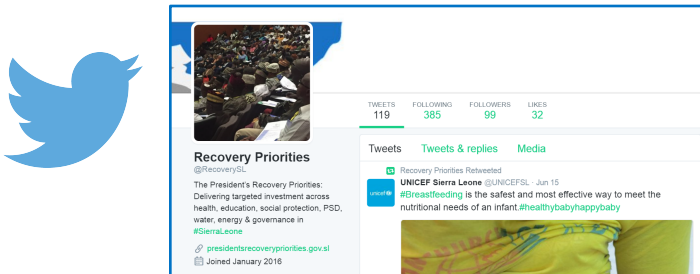 TWEETS FOLLOWING FOLLOWERS LIKES
119 385 99 32
Recovery Priorities
@RecoverySL
The President's Recovery Priorities:
Delivering targeted investment across
health, education, social protection, PSD,
water, energy & governance in
#SierraLeone
presidentsrecoverypriorities.gov.sl
Joined January 2016
Tweets Tweets & replies Media
Recovery Priorities Retweeted
UNICEF Sierra Leone @UNICEFSL · Jun 15
unicef
#Breastfeeding is the safest and most effective way to meet the
nutritional needs of an infant.#healthybabyhappybaby